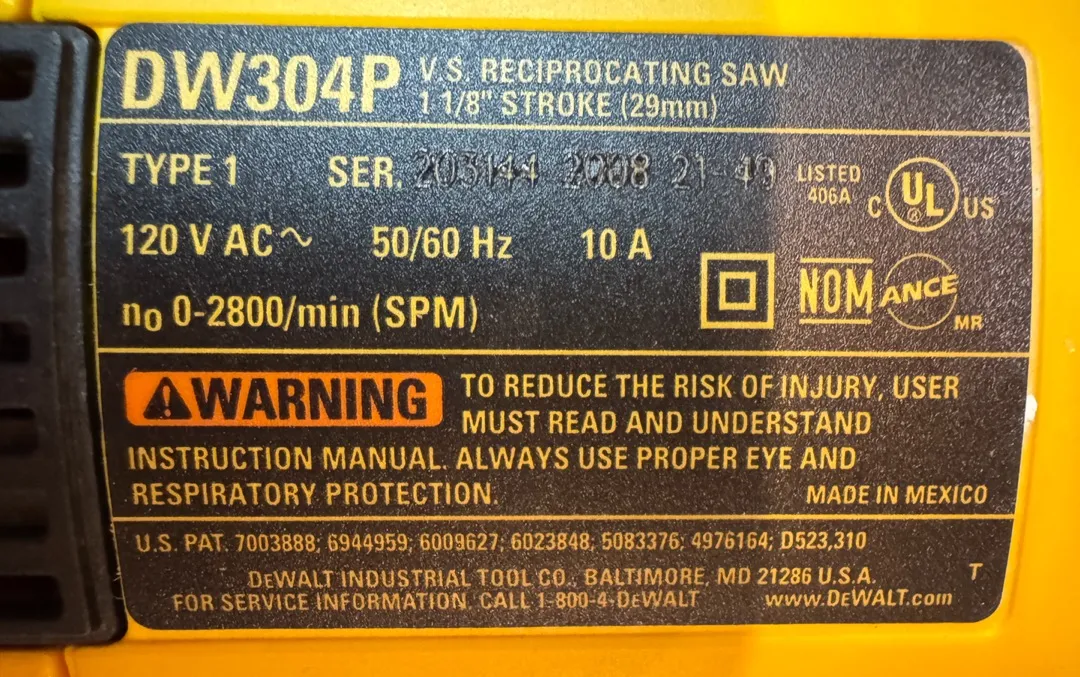 DW304P V.S. RECIPROCATING SAW
1 1/8" STROKE (29mm)
TYPE 1 SER. 203144 2008 21-49 LISTED
406A C UL US
120 V AC~ 50/60 Hz 10 A
NOM ANCE
MR
n0 0-2800/min (SPM)
WARNING TO REDUCE THE RISK OF INJURY, USER
MUST READ AND UNDERSTAND
INSTRUCTION MANUAL. ALWAYS USE PROPER EYE AND
RESPIRATORY PROTECTION. MADE IN MEXICO
U.S. PAT. 7003888; 6944959; 6009627; 6023848; 5083376; 4976164; D523,310
DEWALT INDUSTRIAL TOOL CO., BALTIMORE, MD 21286 U.S.A. T
FOR SERVICE INFORMATION, CALL 1-800-4-DEWALT www.DEWALT.com